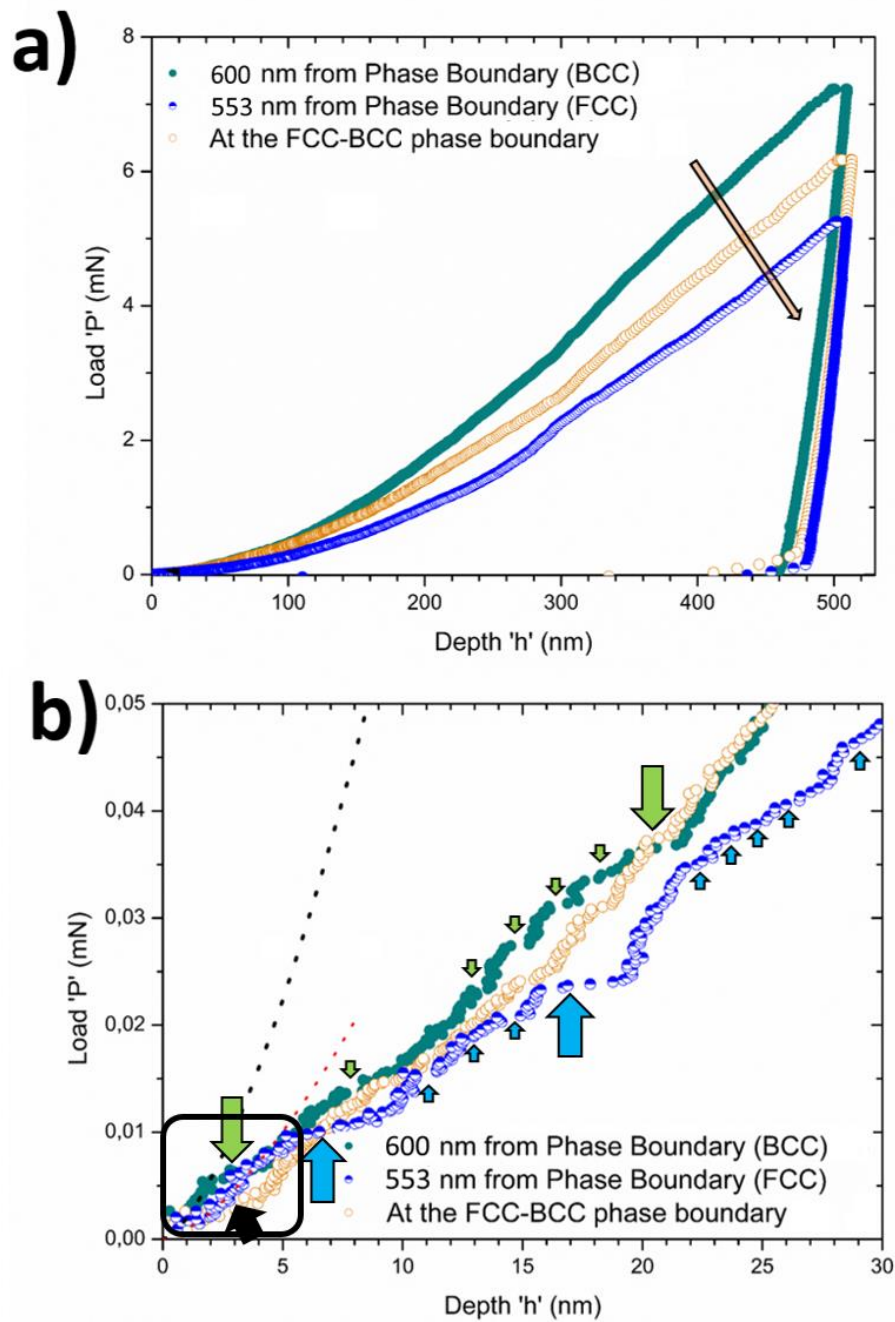 a)
8
600 nm from Phase Boundary (BCC)
553 nm from Phase Boundary (FCC)
At the FCC-BCC phase boundary
6
4
2
0
Load 'P' (mN)
0 100 200 300 400 500
Depth 'h' (nm)
b)
0,05
0,04
0,03
0,02
0,01
0,00
Load 'P' (mN)
600 nm from Phase Boundary (BCC)
553 nm from Phase Boundary (FCC)
At the FCC-BCC phase boundary
0 5 10 15 20 25 30
Depth 'h' (nm)